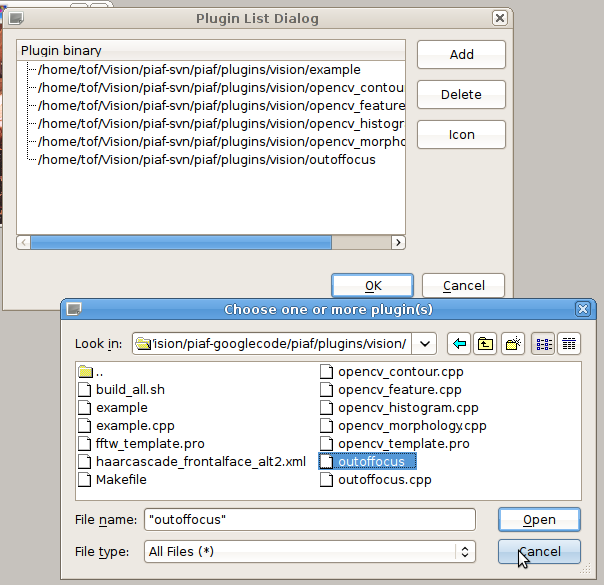 Plugin List Dialog
Plugin binary
/home/tof/Vision/piaf-svn/piaf/plugins/vision/example
/home/tof/Vision/piaf-svn/piaf/plugins/vision/opencv_contou
/home/tof/Vision/piaf-svn/piaf/plugins/vision/opencv_feature
/home/tof/Vision/piaf-svn/piaf/plugins/vision/opencv_histogr
/home/tof/Vision/piaf-svn/piaf/plugins/vision/opencv_morpho
/home/tof/Vision/piaf-svn/piaf/plugins/vision/outoffocus
Add
Delete
Icon
OK
Cancel
Choose one or more plugin(s)
Look in:
ision/piaf-googlecode/piaf/plugins/vision/
..
build_all.sh
example
example.cpp
fftw_template.pro
haarcascade_frontalface_alt2.xml
Makefile
opencv_contour.cpp
opencv_feature.cpp
opencv_histogram.cpp
opencv_morphology.cpp
opencv_template.pro
outoffocus
outoffocus.cpp
File name:
"outoffocus"
Open
File type:
All Files (*)
Cancel